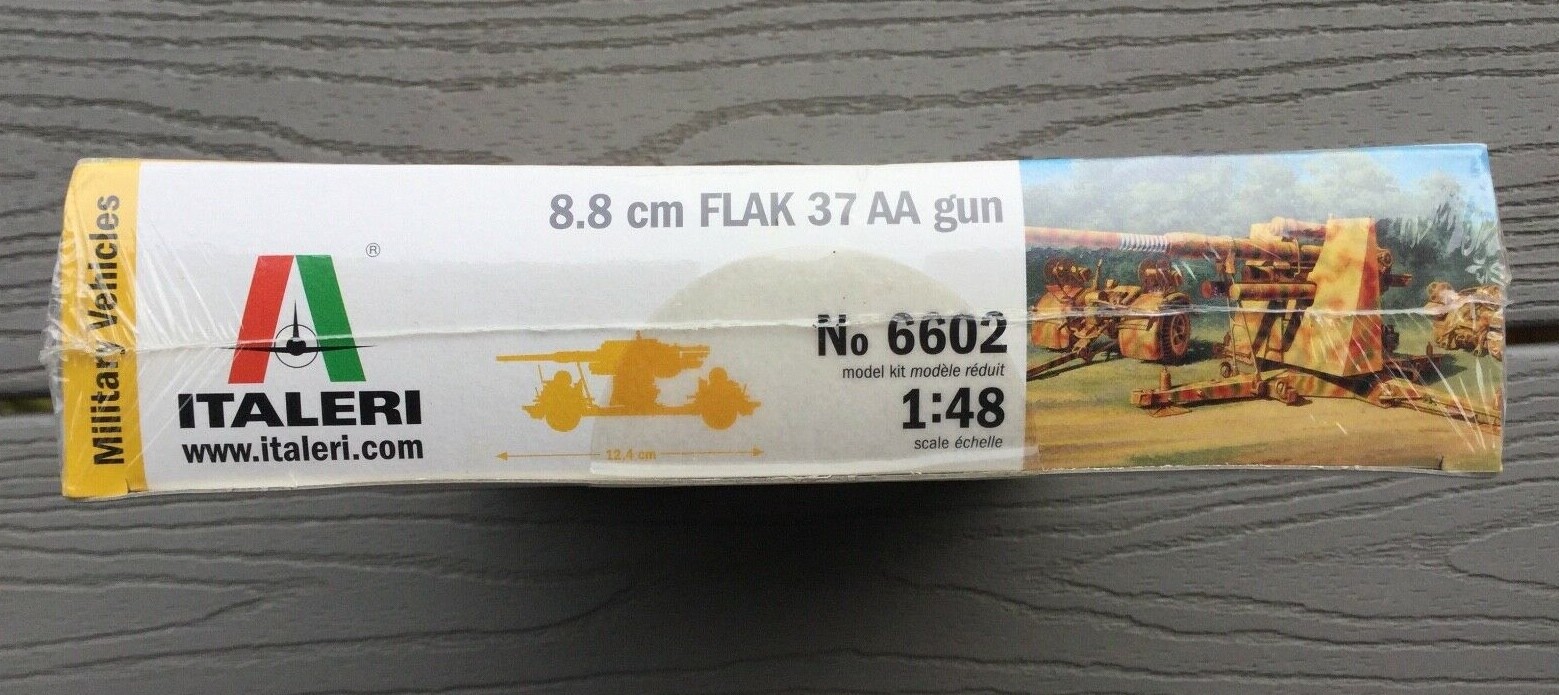 Military Vehicles
®
ITALERI
www.italeri.com
8.8 cm FLAK 37 AA gun
No 6602
model kit modèle réduit
1:48
scale échelle
12,4 cm